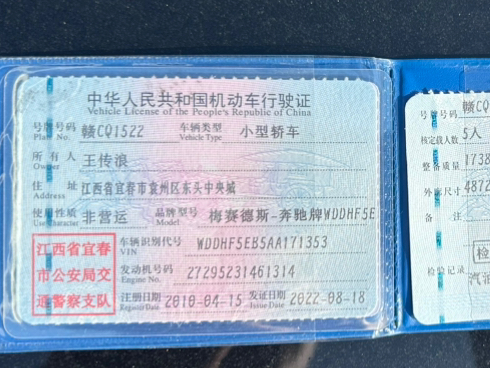 中华人民共和国机动车行驶证
Vehicle License of the People's Republic of China
号牌号码 赣CQ1522 车辆类型 小型轿车
Plate No. Vehicle Type
所有人 王传浪
Owner
住址 江西省宜春市袁州区东头中央城
Address
使用性质 非营运 品牌型号 梅赛德斯-奔驰牌WDDHF5E
Use Character Model
江西省宜春
市公安局交
通警察支队
车辆识别代号 WDDHF5EB5AA171353
VIN
发动机号码 27295231461314
Engine No.
注册日期 2010-04-15 发证日期 2022-08-18
Register Date Issue Date
号牌号码 赣CQ
核定载人数 5人
整备质量 1738
外形尺寸 4872
备注
检验记录
检
汽油